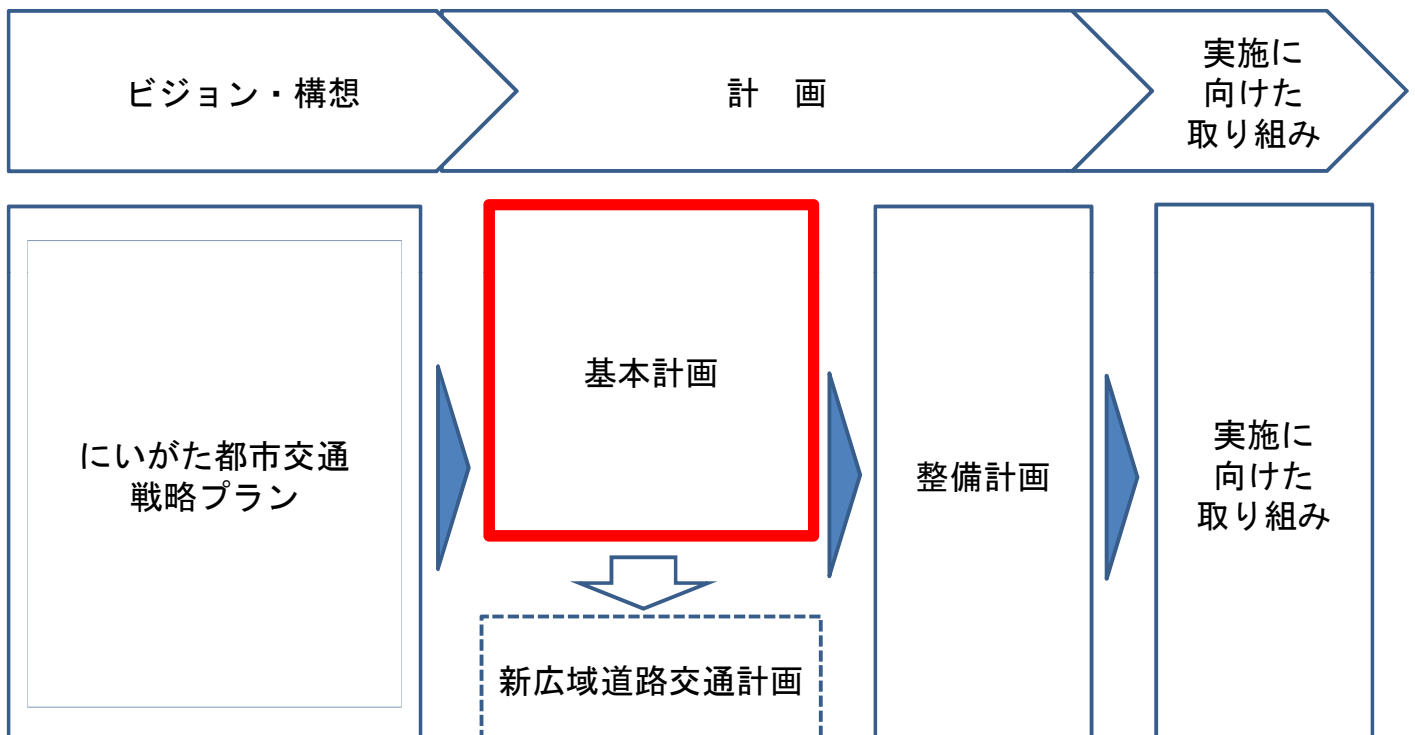 ビジョン・構想
計　画
実施に
向けた
取り組み
にいがた都市交通
戦略プラン
基本計画
新広域道路交通計画
整備計画
実施に
向けた
取り組み